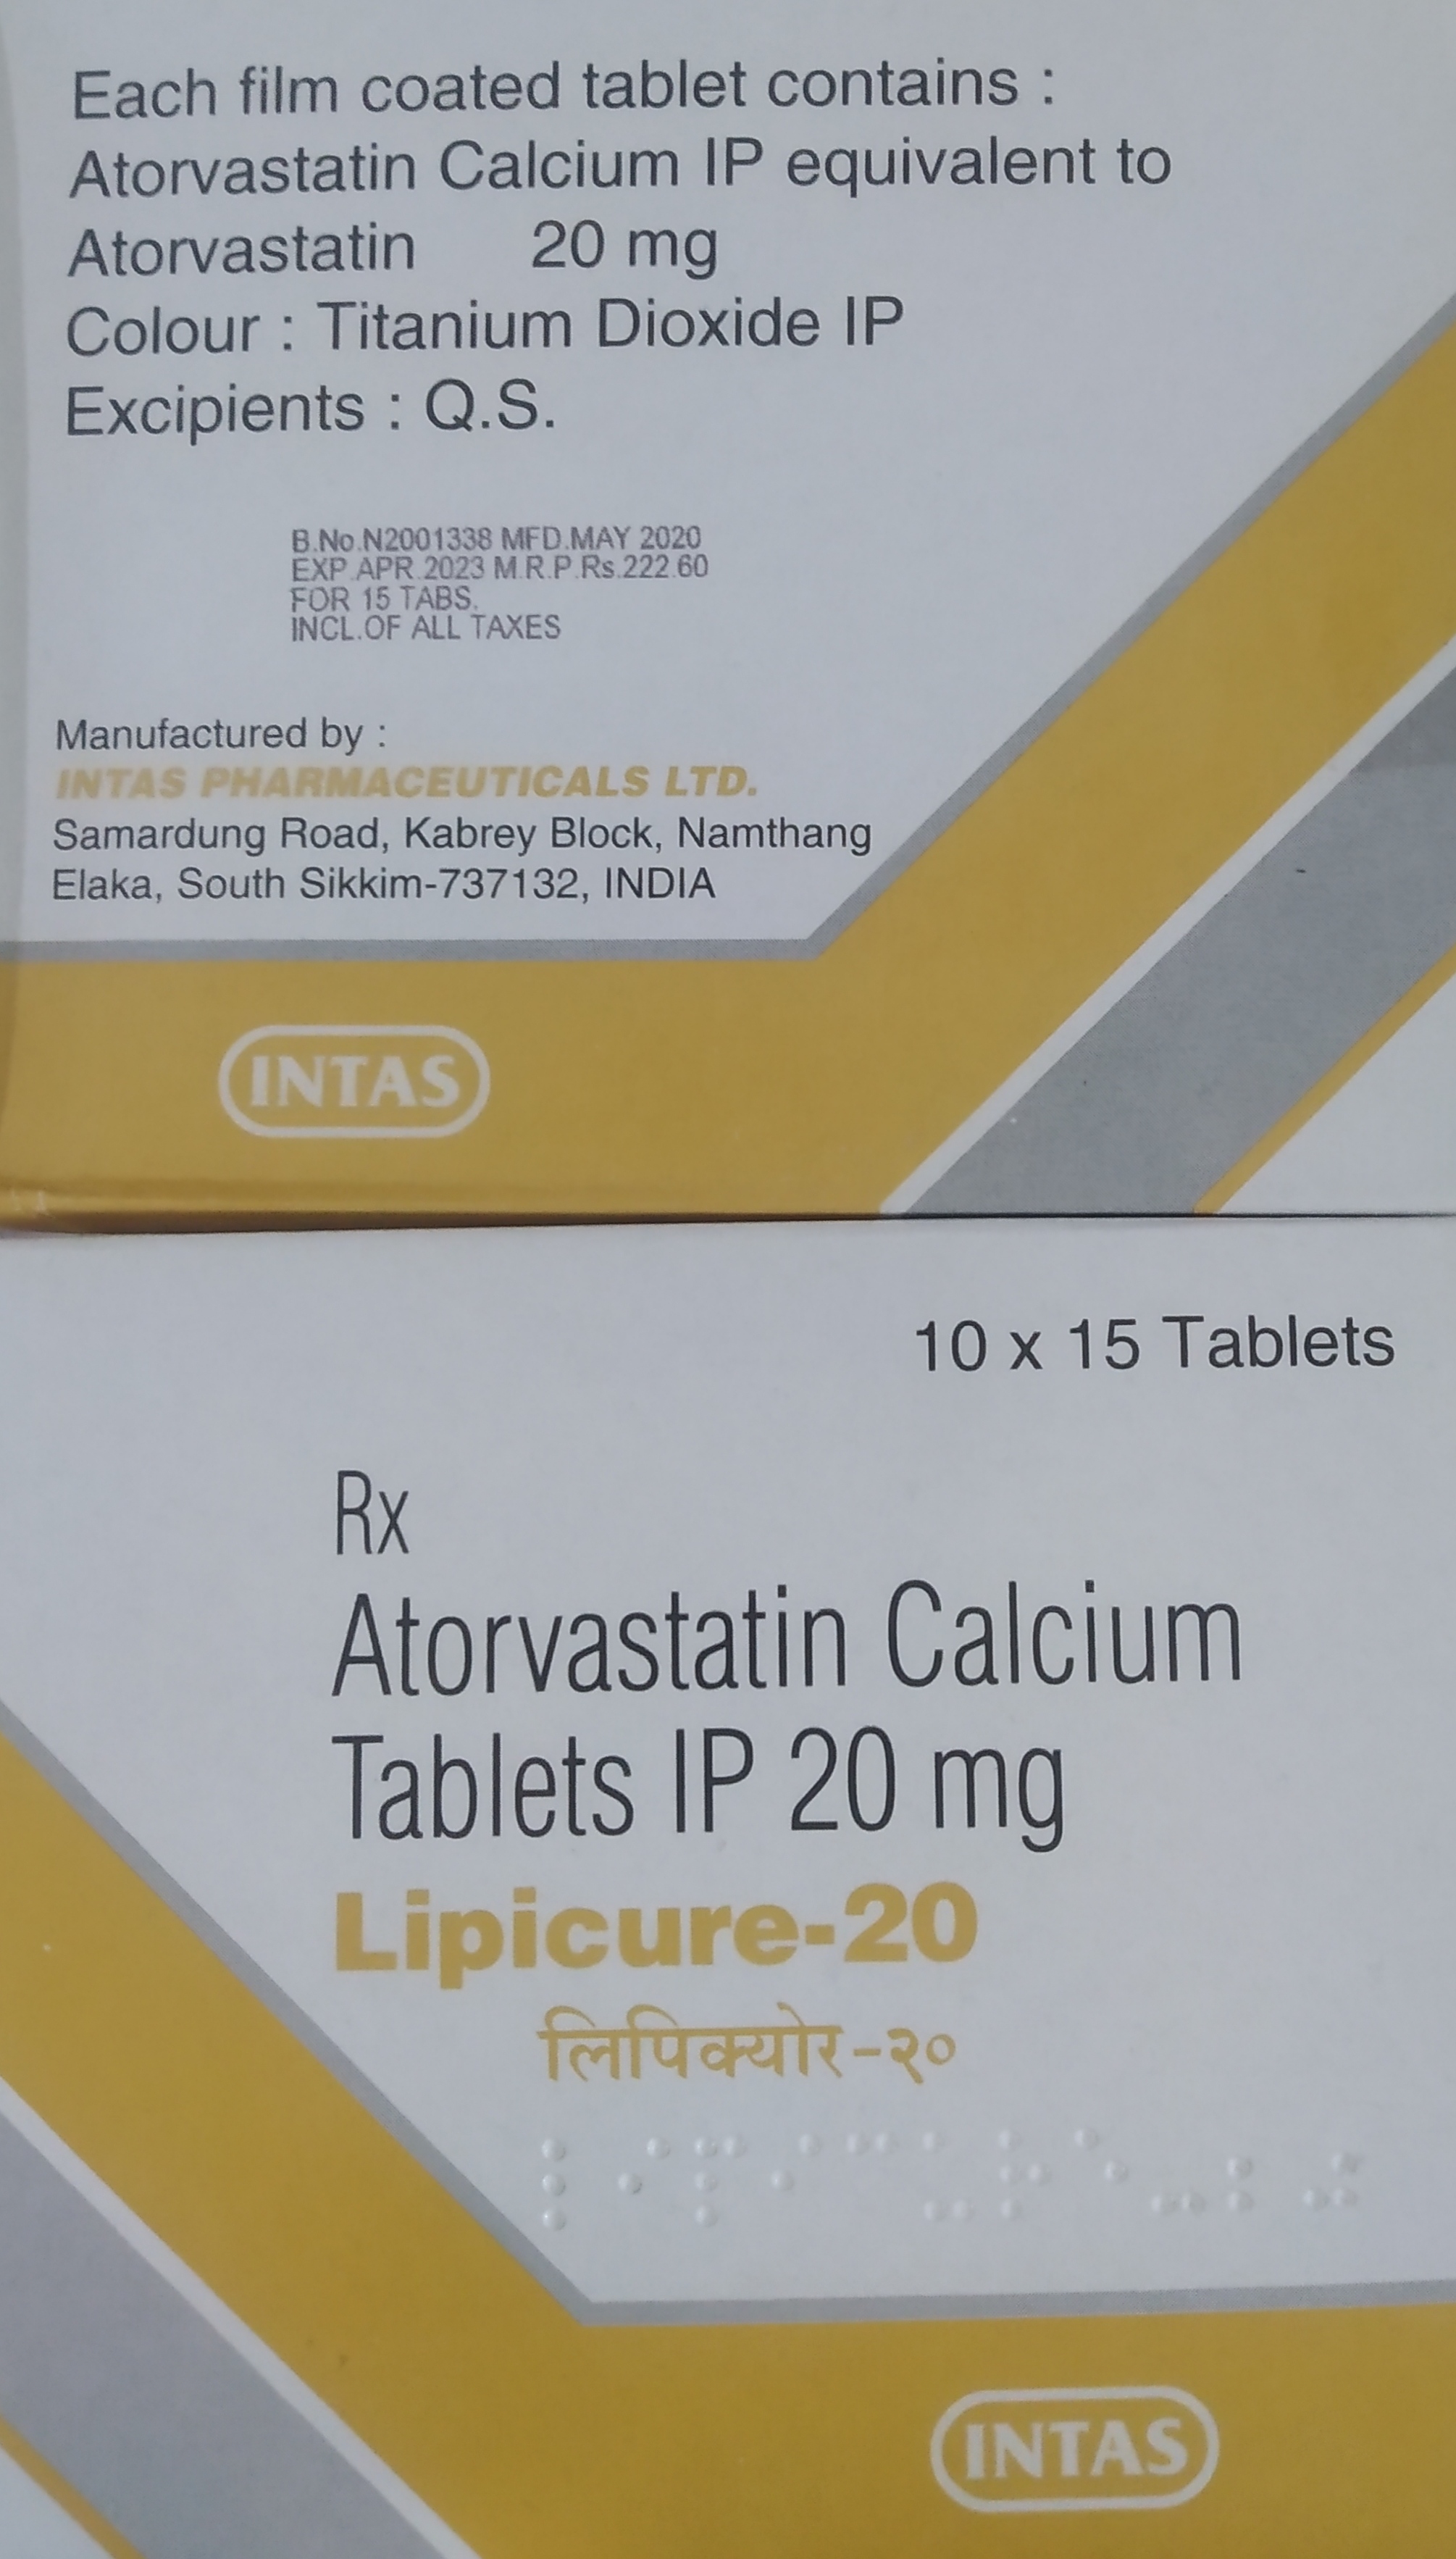 Each film coated tablet contains :
Atorvastatin Calcium IP equivalent to
Atorvastatin 20 mg
Colour : Titanium Dioxide IP
Excipients : Q.S.
B.No.N2001338 MFD.MAY 2020
EXP.APR.2023 M.R.P.Rs.222.60
FOR 15 TABS.
INCL.OF ALL TAXES
Manufactured by :
INTAS PHARMACEUTICALS LTD.
Samardung Road, Kabrey Block, Namthang
Elaka, South Sikkim-737132, INDIA
INTAS
10 x 15 Tablets
Rx
Atorvastatin Calcium
Tablets IP 20 mg
Lipicure-20
लिपिक्योर-२०
INTAS